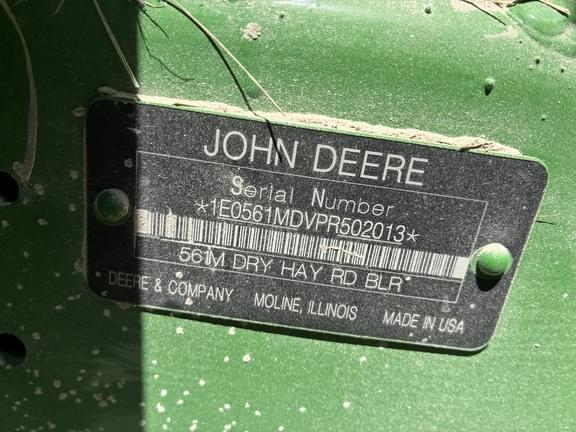 JOHN DEERE
Serial Number
*1E0561MDVPR502013*
561M DRY HAY RD BLR
DEERE & COMPANY MOLINE, ILLINOIS MADE IN USA